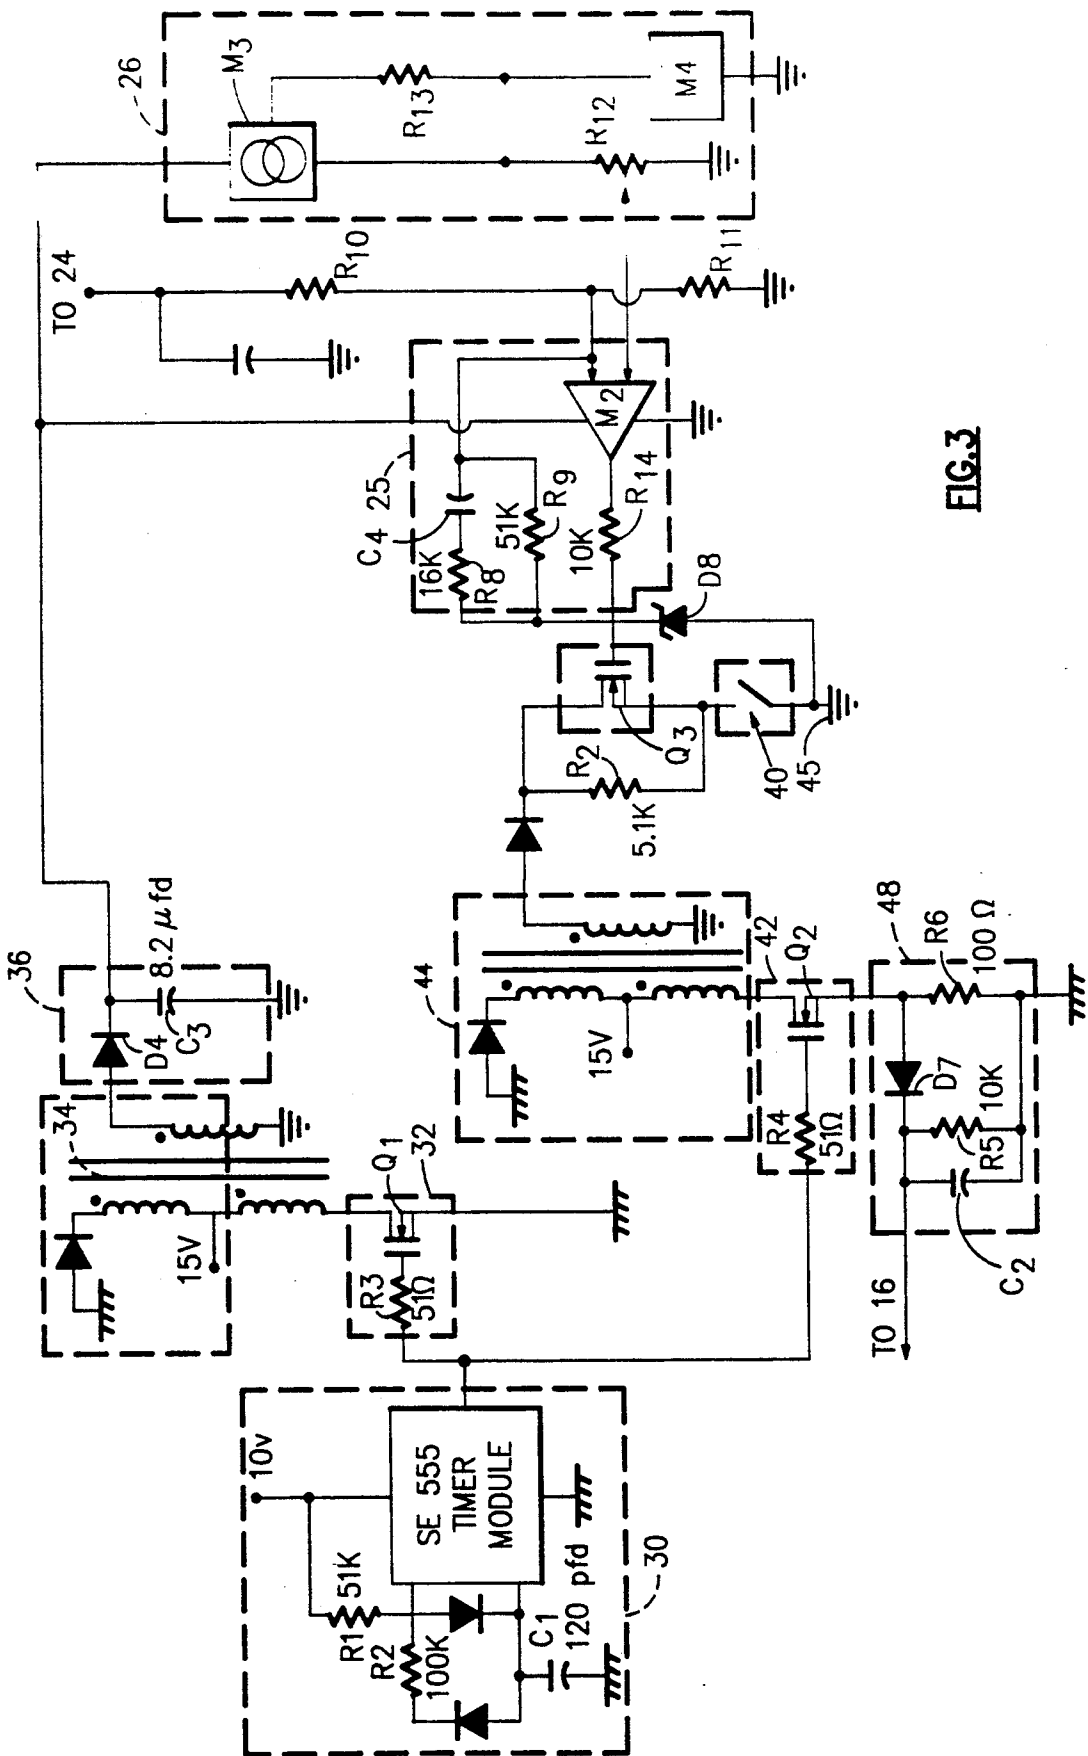 10v
R1
51K
R2
100K
SE 555
TIMER
MODULE
C1
120 pfd
30
34
15V
R3
51Ω
Q1
32
36
D4
C3
8.2 μfd
44
15V
42
R4
51Ω
Q2
48
R6
100 Ω
D7
R5
10K
C2
TO 16
R2
5.1K
Q3
40
45
D8
25
C4
16K
R8
51K
R9
10K
R14
M2
TO 24
R10
R11
26
M3
R13
R12
M4
FIG.3